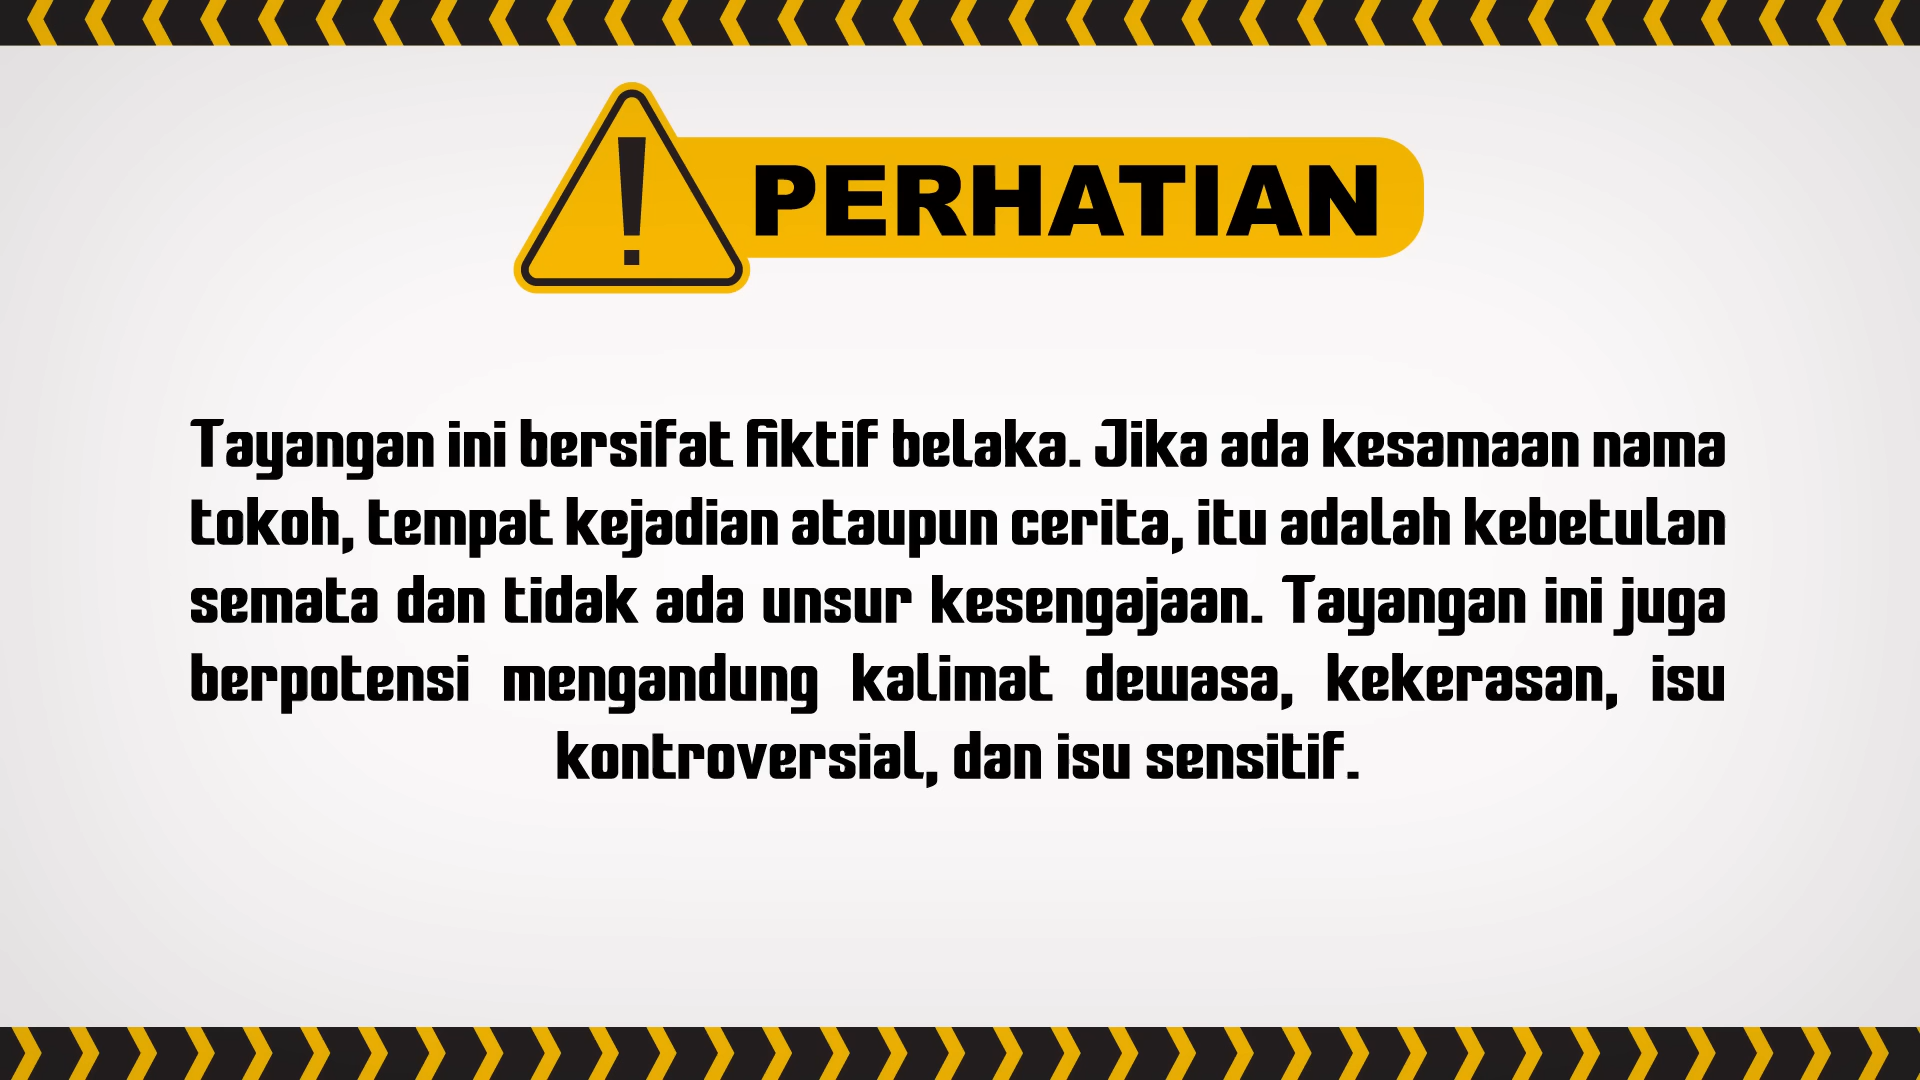 PERHATIAN
Tayangan ini bersifat fiktif belaka. Jika ada kesamaan nama
tokoh, tempat kejadian ataupun cerita, itu adalah kebetulan
semata dan tidak ada unsur kesengajaan. Tayangan ini juga
berpotensi mengandung kalimat dewasa, kekerasan, isu
kontroversial, dan isu sensitif.